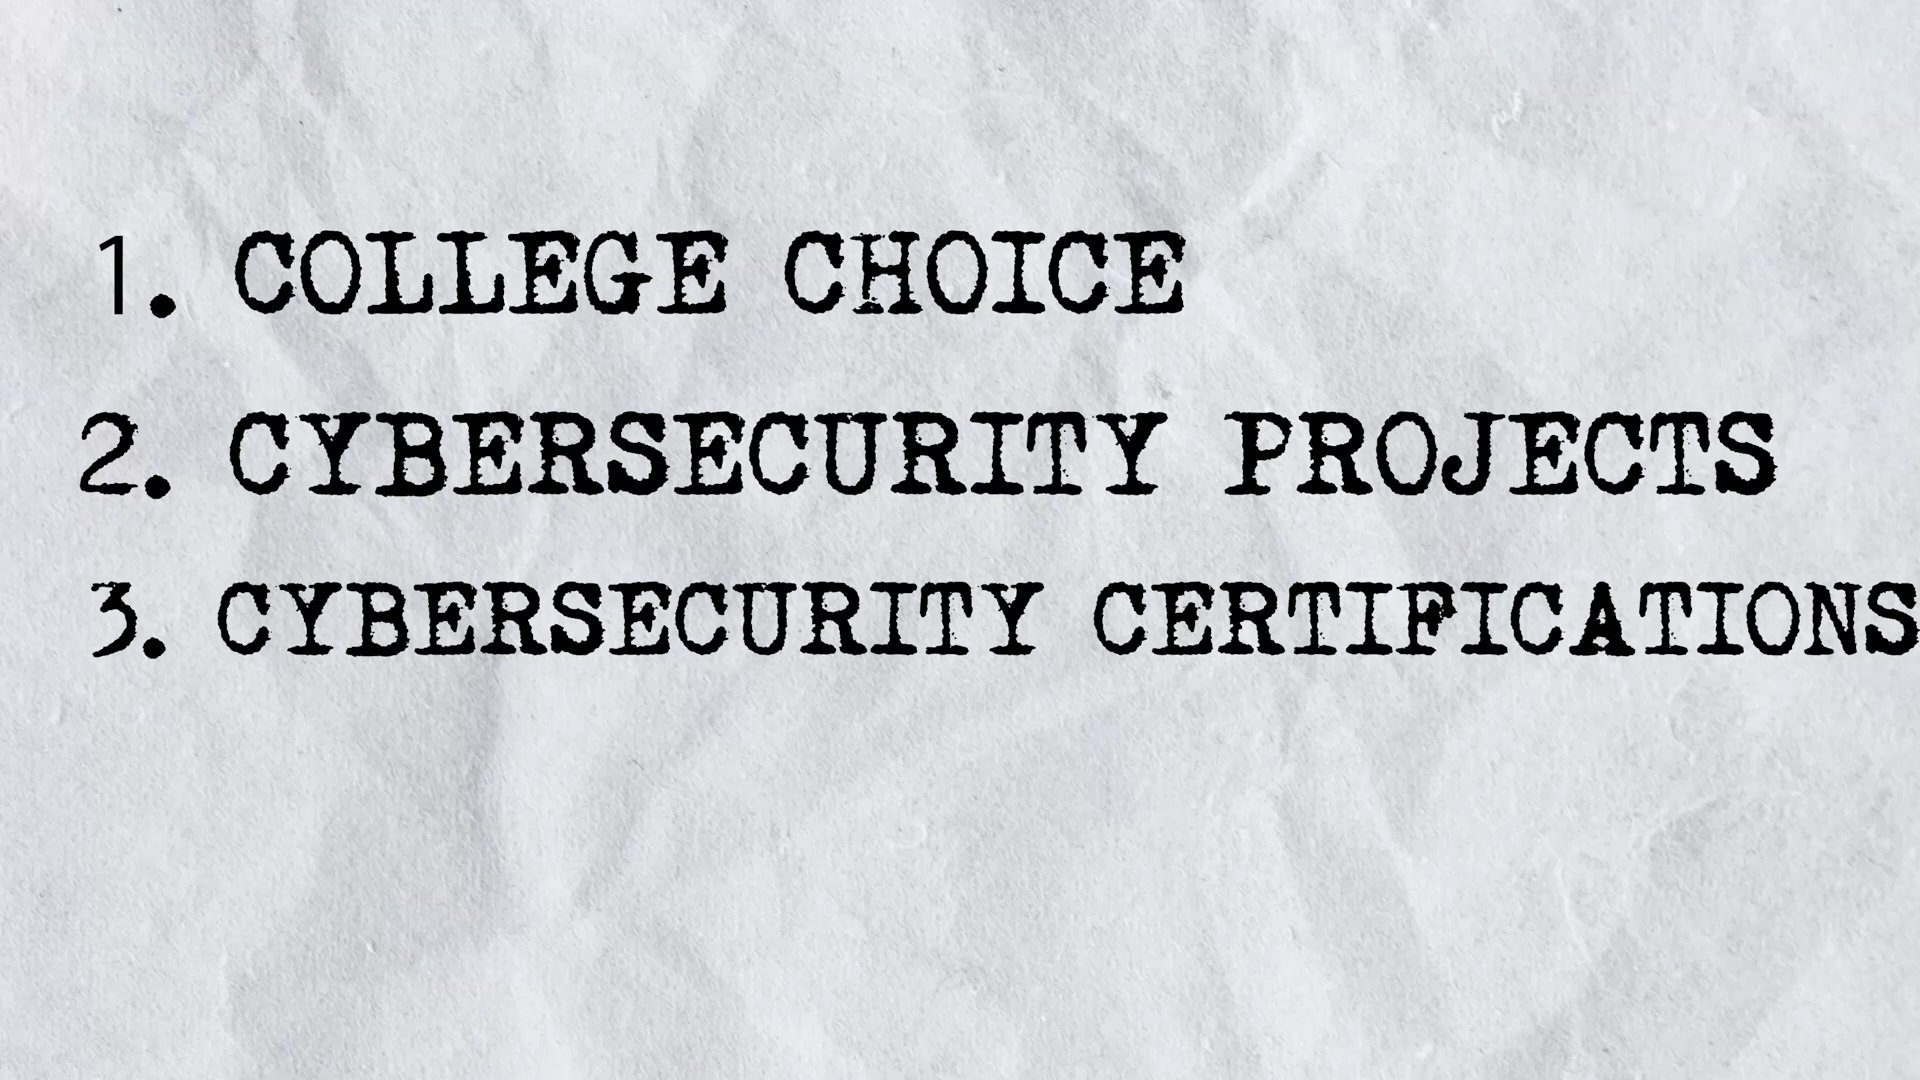 1. COLLEGE CHOICE
2. CYBERSECURITY PROJECTS
3. CYBERSECURITY CERTIFICATIONS